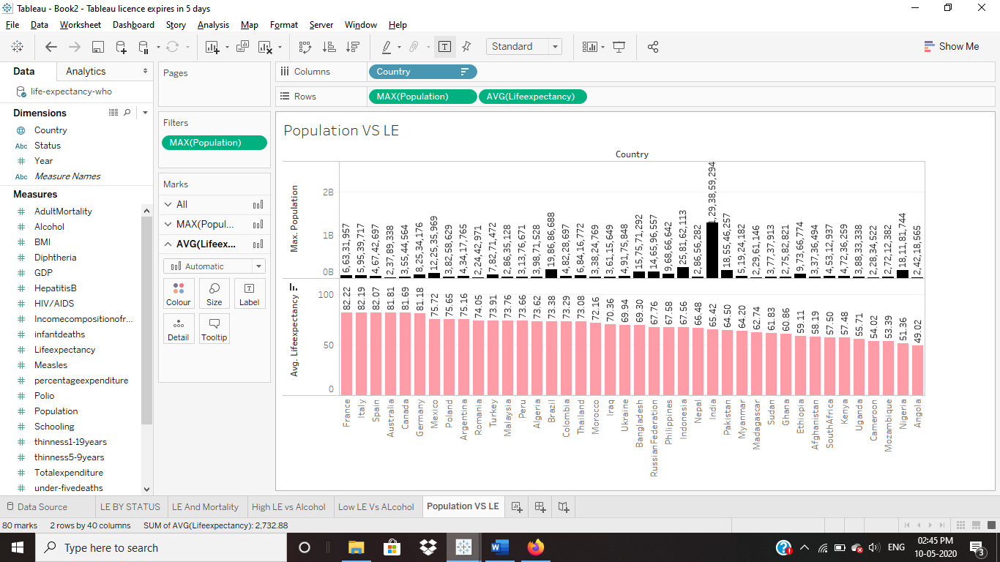 Tableau - Book2 - Tableau licence expires in 5 days
File Data Worksheet Dashboard Story Analysis Map Format Server Window Help
Standard
Show Me
Data Analytics
life-expectancy-who
Dimensions
Country
Status
Year
Measure Names
Measures
AdultMortality
Alcohol
BMI
Diphtheria
GDP
HepatitisB
HIV/AIDS
Incomecompositionofr...
infantdeaths
Lifeexpectancy
Measles
percentageexpenditure
Polio
Population
Schooling
thinness1-19years
thinness5-9years
Totalexpenditure
under-fivedeaths
Pages
Filters
MAX(Population)
Marks
All
MAX(Popul...
AVG(Lifeex...
Automatic
Colour Size Label
Detail Tooltip
Columns Country
Rows MAX(Population) AVG(Lifeexpectancy)
Population VS LE
Country
Max. Population
2B
1B
0B
6,63,31,957
5,95,39,717
4,67,42,697
2,37,89,338
3,55,44,564
8,25,34,176
12,25,35,969
3,82,58,629
4,34,17,765
2,24,42,971
7,82,71,472
2,86,35,128
3,13,76,671
3,98,71,528
19,86,86,688
4,82,28,697
6,84,16,772
3,38,24,769
3,61,15,649
4,91,75,848
15,75,71,292
14,65,96,557
9,68,66,642
25,81,62,113
2,86,56,282
1,29,38,59,294
18,55,46,257
5,19,24,182
2,29,61,146
3,77,37,913
2,75,82,821
9,73,66,774
3,37,36,494
4,53,12,937
4,72,36,259
3,88,33,338
2,28,34,522
2,72,12,382
18,11,81,744
2,42,18,565
Avg. Lifeexpectancy
100
50
0
82.22
82.19
82.07
81.81
81.69
81.18
75.72
75.65
75.16
74.05
73.91
73.76
73.66
73.62
73.38
73.29
73.08
72.16
70.36
69.94
69.30
67.76
67.58
67.56
66.48
65.42
64.50
64.20
62.74
61.83
60.86
59.11
58.19
57.50
57.48
55.71
54.02
53.39
51.36
49.02
France
Italy
Spain
Australia
Canada
Germany
Mexico
Poland
Argentina
Romania
Turkey
Malaysia
Peru
Algeria
Brazil
Colombia
Thailand
Morocco
Iraq
Ukraine
Bangladesh
RussianFederation
Philippines
Indonesia
Nepal
India
Pakistan
Myanmar
Madagascar
Sudan
Ghana
Ethiopia
Afghanistan
SouthAfrica
Kenya
Uganda
Cameroon
Mozambique
Nigeria
Angola
Data Source LE BY STATUS LE And Mortality High LE vs Alcohol Low LE Vs ALcohol Population VS LE
80 marks 2 rows by 40 columns SUM of AVG(Lifeexpectancy): 2,732.88
Type here to search
ENG
02:45 PM
10-05-2020
3